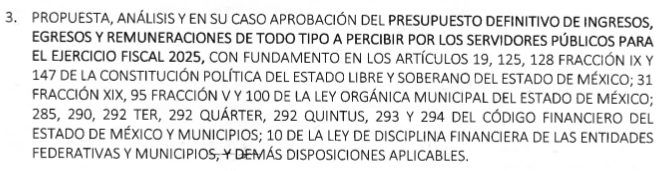 3. PROPUESTA, ANÁLISIS Y EN SU CASO APROBACIÓN DEL PRESUPUESTO DEFINITIVO DE INGRESOS,
EGRESOS Y REMUNERACIONES DE TODO TIPO A PERCIBIR POR LOS SERVIDORES PÚBLICOS PARA
EL EJERCICIO FISCAL 2025, CON FUNDAMENTO EN LOS ARTÍCULOS 19, 125, 128 FRACCIÓN IX Y
147 DE LA CONSTITUCIÓN POLÍTICA DEL ESTADO LIBRE Y SOBERANO DEL ESTADO DE MÉXICO; 31
FRACCIÓN XIX, 95 FRACCIÓN V Y 100 DE LA LEY ORGÁNICA MUNICIPAL DEL ESTADO DE MÉXICO;
285, 290, 292 TER, 292 QUÁRTER, 292 QUINTUS, 293 Y 294 DEL CÓDIGO FINANCIERO DEL
ESTADO DE MÉXICO Y MUNICIPIOS; 10 DE LA LEY DE DISCIPLINA FINANCIERA DE LAS ENTIDADES
FEDERATIVAS Y MUNICIPIOS, Y DEMÁS DISPOSICIONES APLICABLES.